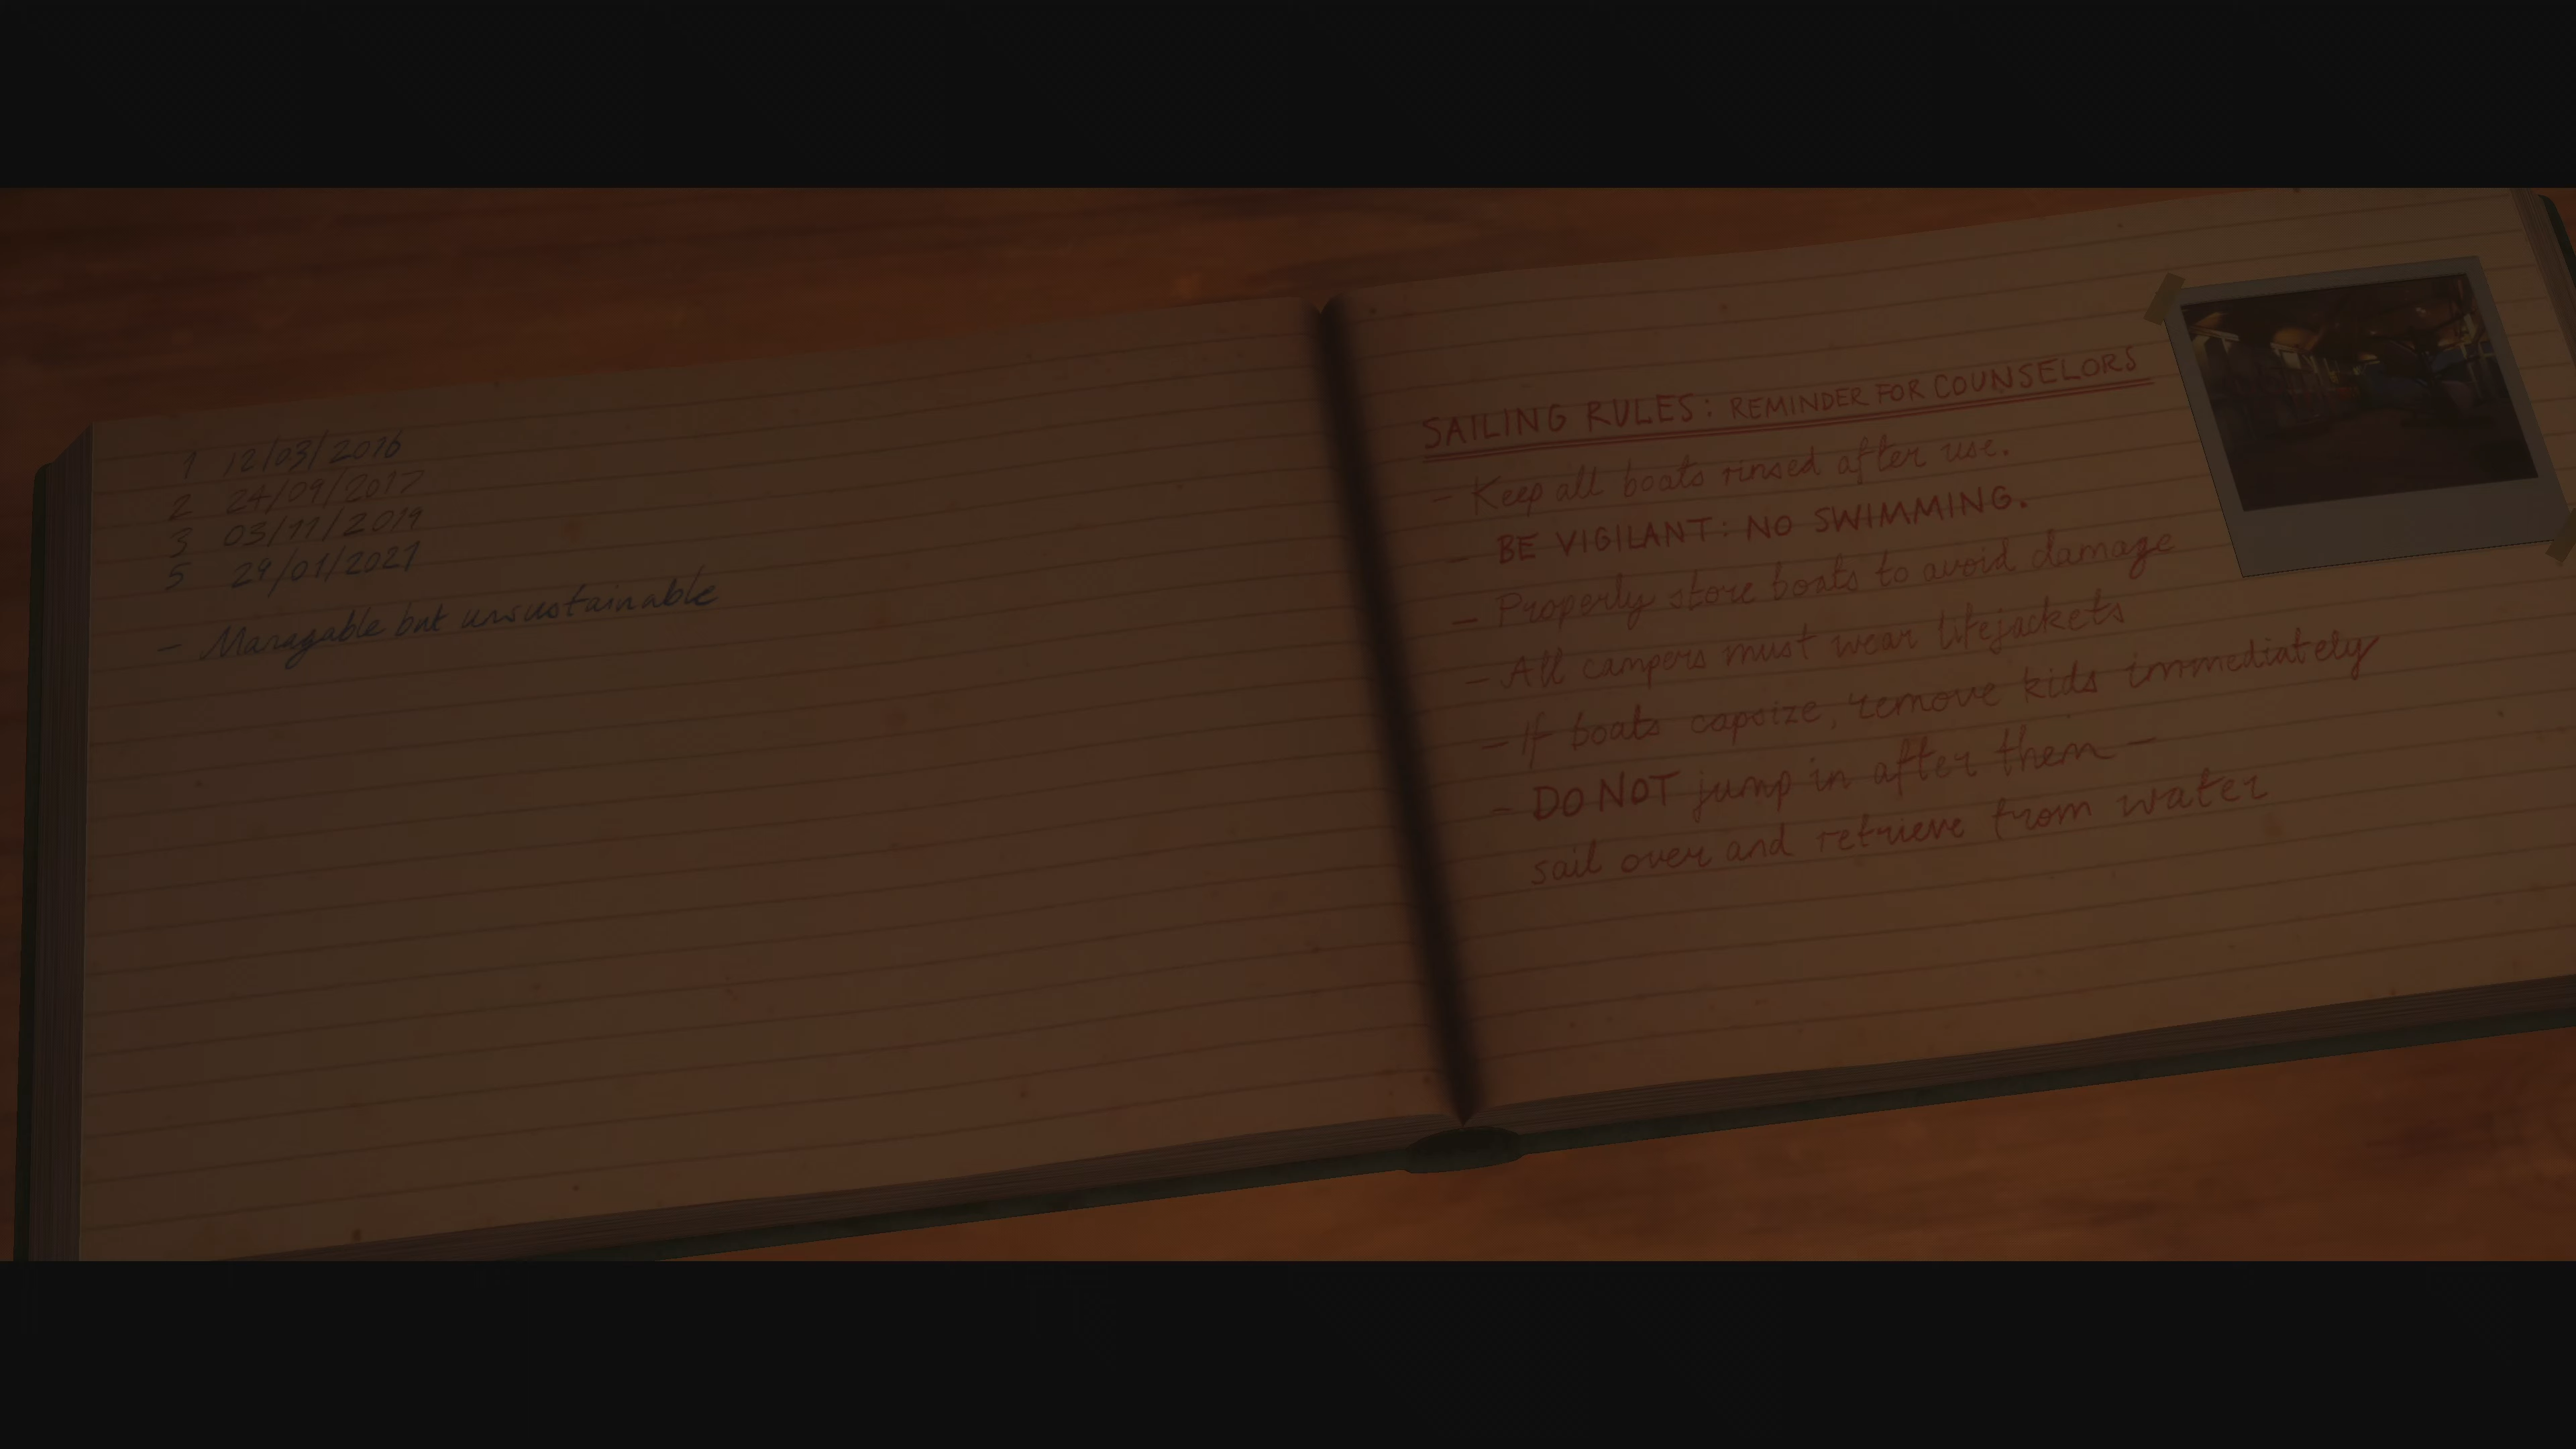 1 12/03/2016
2 24/09/2017
3 03/11/2019
5 29/01/2021
- Managable but unsustainable
SAILING RULES: REMINDER FOR COUNSELORS
- Keep all boats rinsed after use.
- BE VIGILANT: NO SWIMMING.
- Properly store boats to avoid damage
- All campers must wear lifejackets
- If boats capsize, remove kids immediately
- DO NOT jump in after them -
sail over and retrieve from water